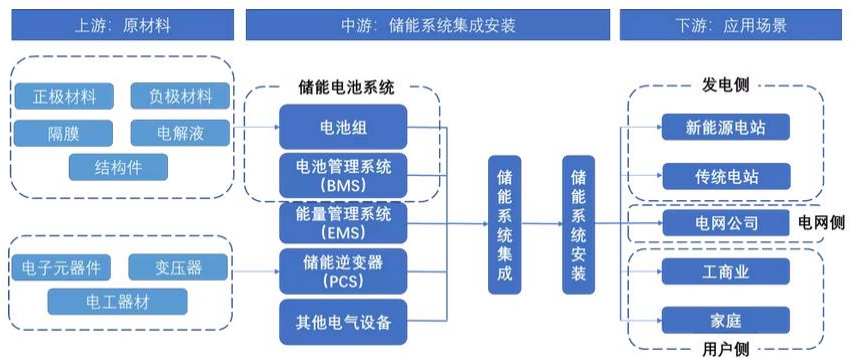 上游：原材料
中游：储能系统集成安装
下游：应用场景
正极材料
负极材料
隔膜
电解液
结构件
电子元器件
变压器
电工器材
储能电池系统
电池组
电池管理系统
（BMS）
能量管理系统
（EMS）
储能逆变器
（PCS）
其他电气设备
储能系统集成
储能系统安装
发电侧
新能源电站
传统电站
电网公司
电网侧
工商业
家庭
用户侧